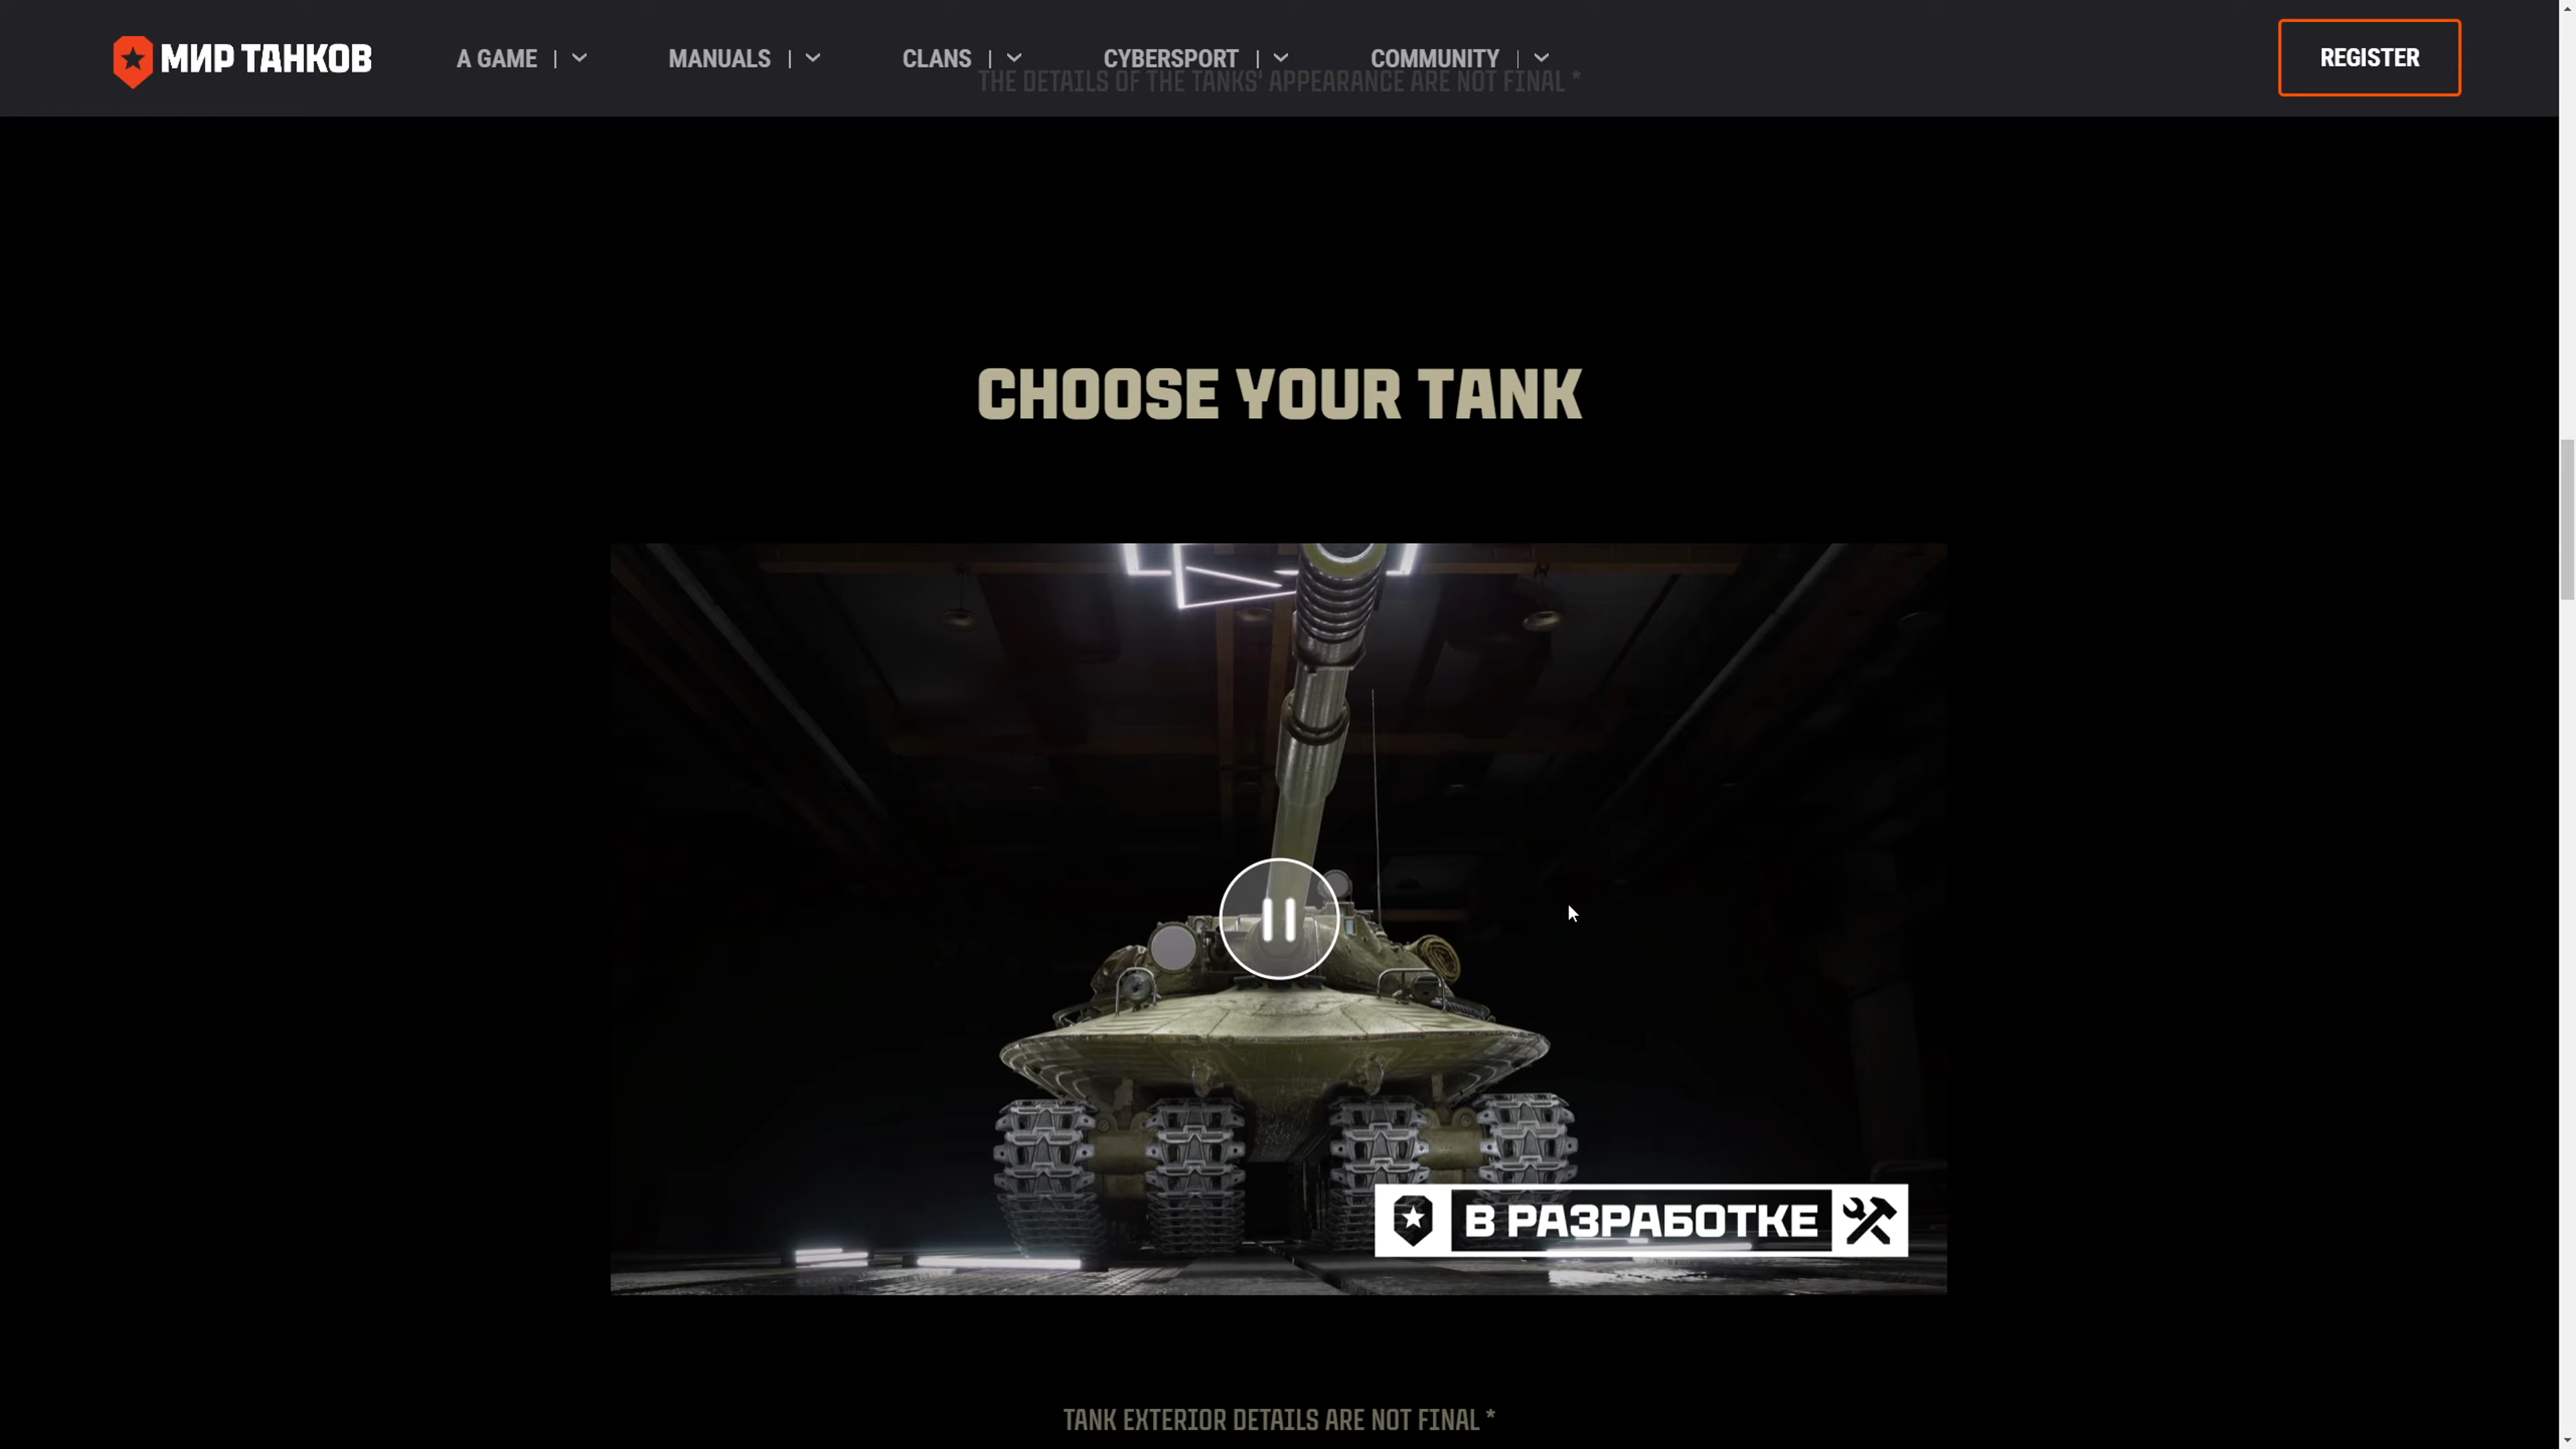 МИР ТАНКОВ
A GAME
MANUALS
CLANS
CYBERSPORT
COMMUNITY
REGISTER
THE DETAILS OF THE TANKS' APPEARANCE ARE NOT FINAL *
CHOOSE YOUR TANK
В РАЗРАБОТКЕ
TANK EXTERIOR DETAILS ARE NOT FINAL *